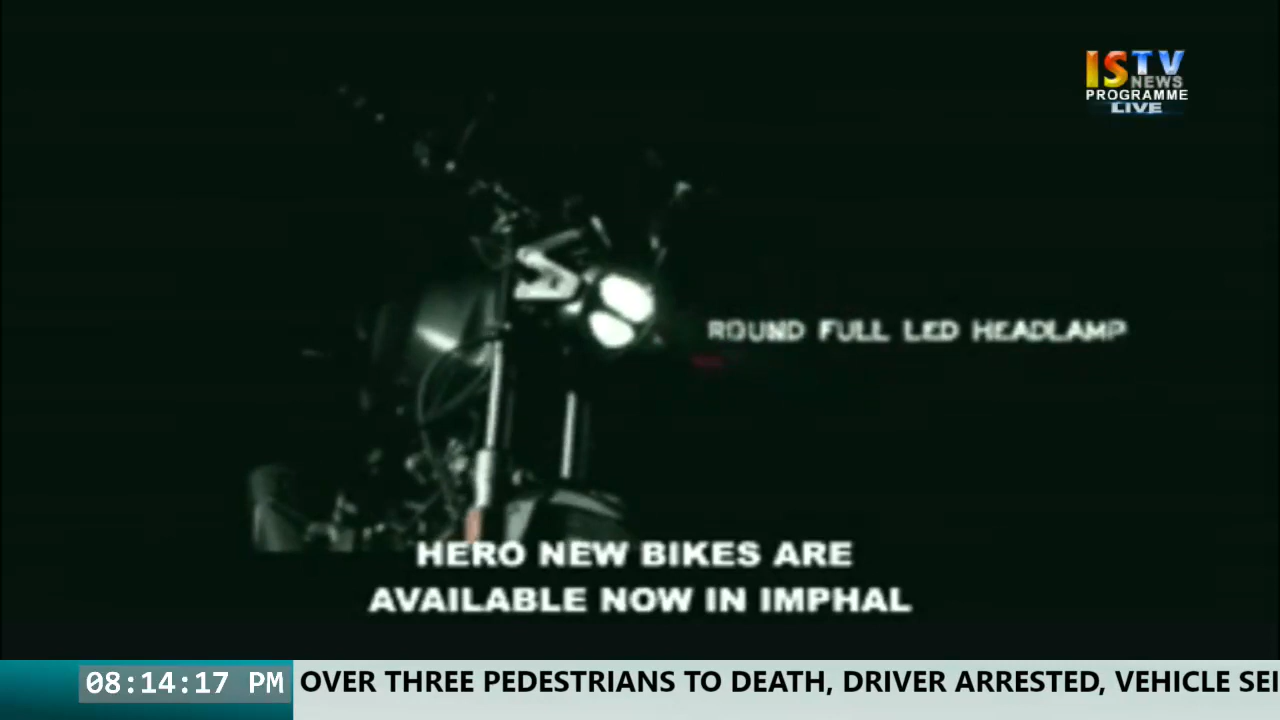 ISTV
NEWS
PROGRAMME
LIVE
ROUND FULL LED HEADLAMP
HERO NEW BIKES ARE
AVAILABLE NOW IN IMPHAL
08:14:17 PM
OVER THREE PEDESTRIANS TO DEATH, DRIVER ARRESTED, VEHICLE SEI